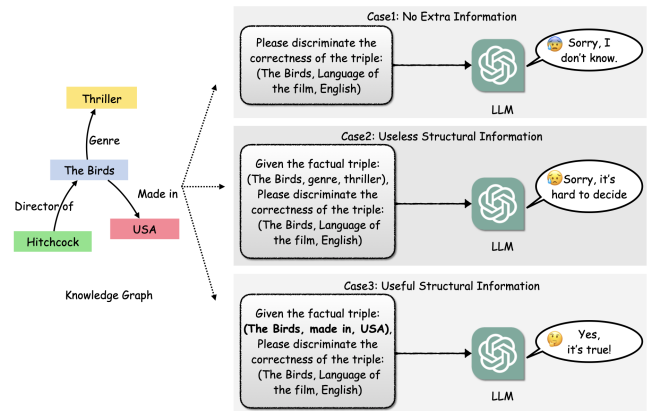 Thriller
Genre
The Birds
Director of
Made in
USA
Hitchcock
Knowledge Graph
Case1: No Extra Information
Please discriminate the
correctness of the triple:
(The Birds, Language of
the film, English)
LLM
Sorry, I
don't know.
Case2: Useless Structural Information
Given the factual triple:
(The Birds, genre, thriller),
Please discriminate the
correctness of the triple:
(The Birds, Language of
the film, English)
LLM
Sorry, it's
hard to decide
Case3: Useful Structural Information
Given the factual triple:
(The Birds, made in, USA),
Please discriminate the
correctness of the triple:
(The Birds, Language of
the film, English)
LLM
Yes,
it's true!